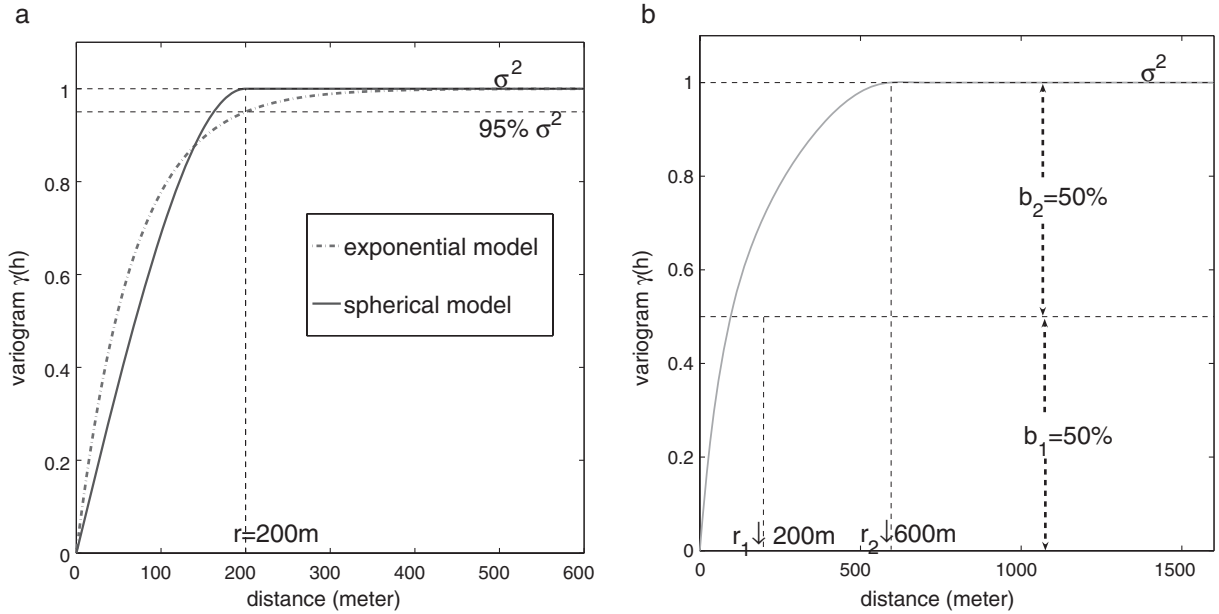 a
σ²
1
95% σ²
0.8
0.6
0.4
0.2
0
variogram γ(h)
exponential model
spherical model
r=200m
0 100 200 300 400 500 600
distance (meter)
b
σ²
1
0.8
0.6
0.4
0.2
0
variogram γ(h)
b₂=50%
b₁=50%
r₁↓ 200m
r₂↓600m
0 500 1000 1500
distance (meter)